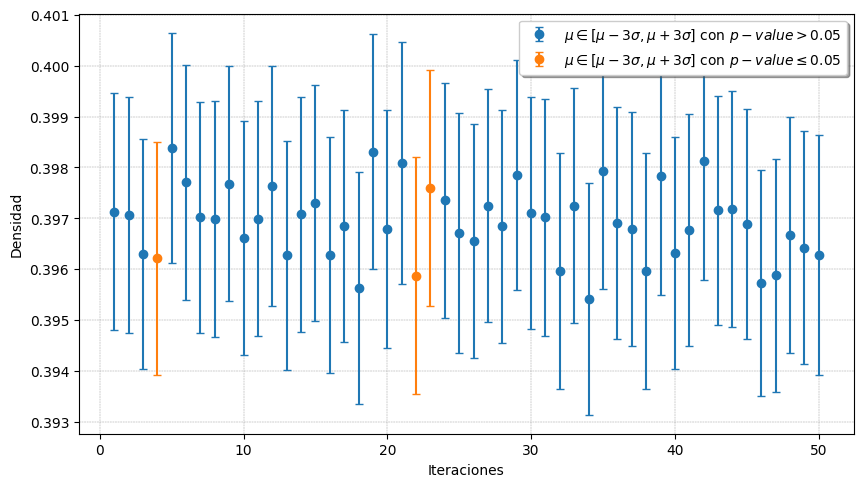 0.401
0.400
0.399
0.398
0.397
0.396
0.395
0.394
0.393
Densidad
μ ∈ [μ − 3σ, μ + 3σ] con p − value > 0.05
μ ∈ [μ − 3σ, μ + 3σ] con p − value ≤ 0.05
0 10 20 30 40 50
Iteraciones